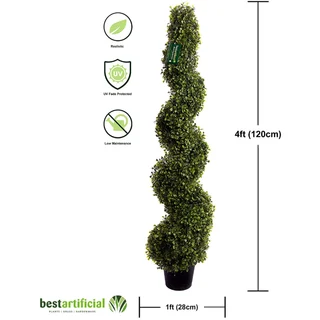 Realistic
UV
UV Fade Protected
Low Maintenance
4ft (120cm)
1ft (28cm)
bestartificial